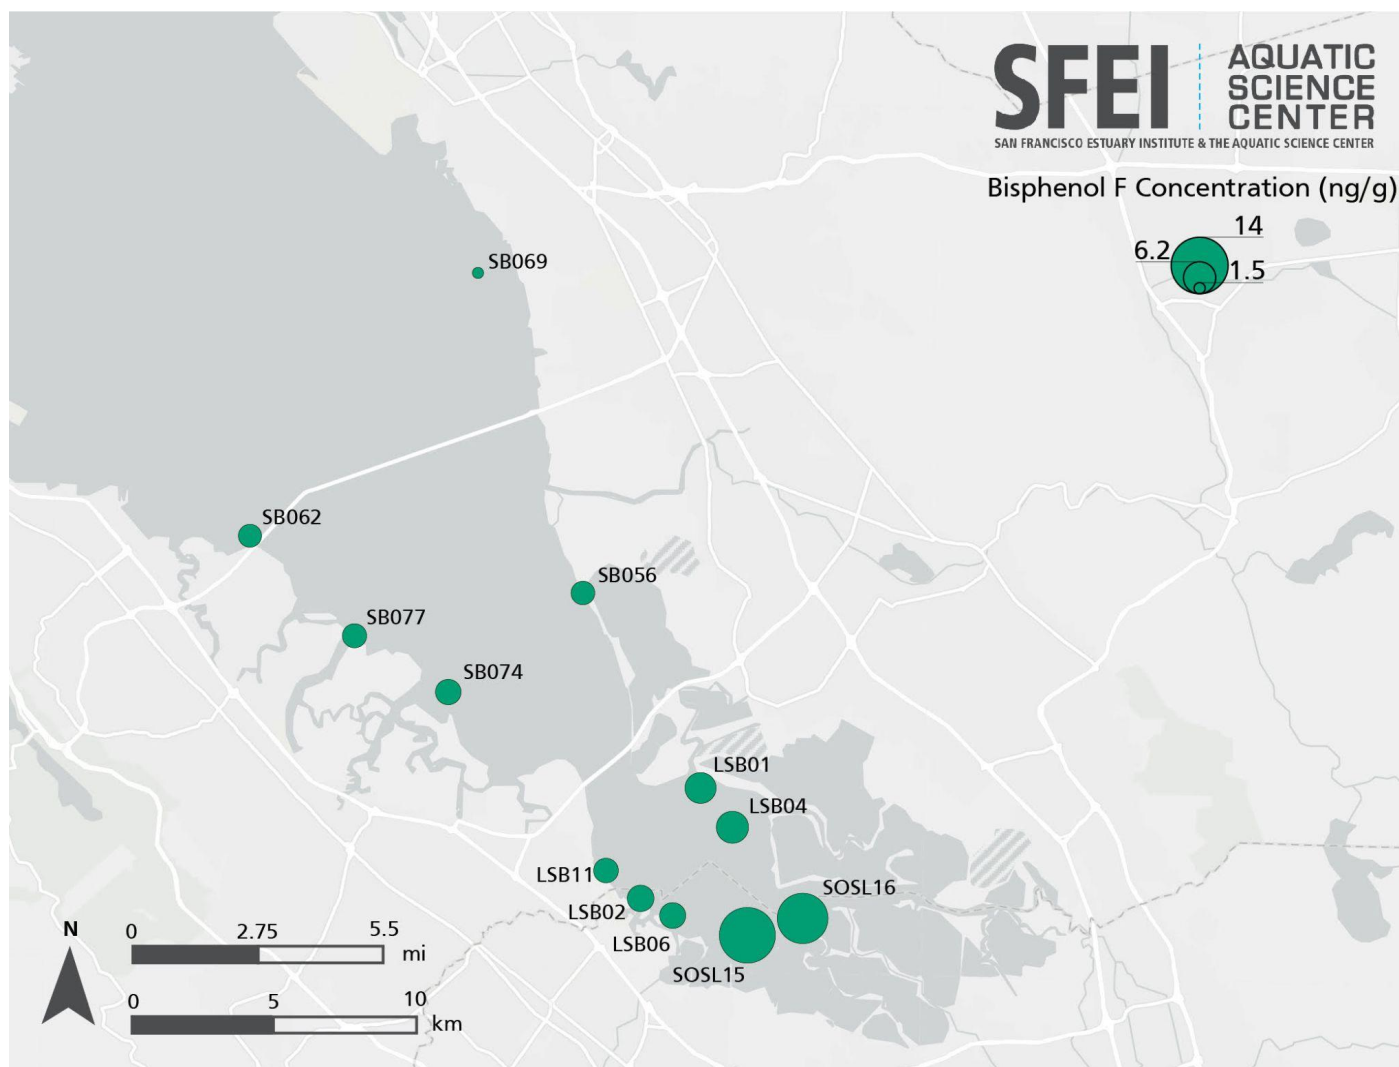 SFEI
AQUATIC
SCIENCE
CENTER
SAN FRANCISCO ESTUARY INSTITUTE & THE AQUATIC SCIENCE CENTER
Bisphenol F Concentration (ng/g)
14
6.2
1.5
SB069
SB062
SB056
SB077
SB074
LSB01
LSB04
LSB11
SOSL16
LSB02
LSB06
SOSL15
N
0 2.75 5.5
mi
0 5 10
km